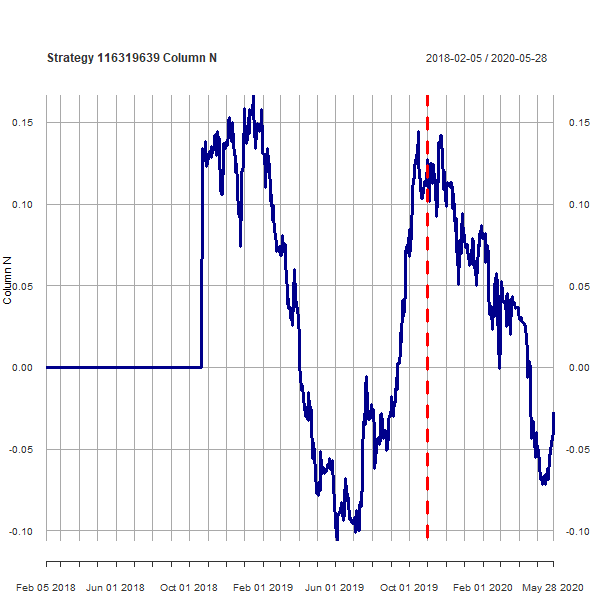 Strategy 116319639 Column N
2018-02-05 / 2020-05-28
0.15
0.15
0.10
0.10
Column N
0.05
0.05
0.00
0.00
-0.05
-0.05
-0.10
-0.10
Feb 05 2018
Jun 01 2018
Oct 01 2018
Feb 01 2019
Jun 01 2019
Oct 01 2019
Feb 01 2020
May 28 2020